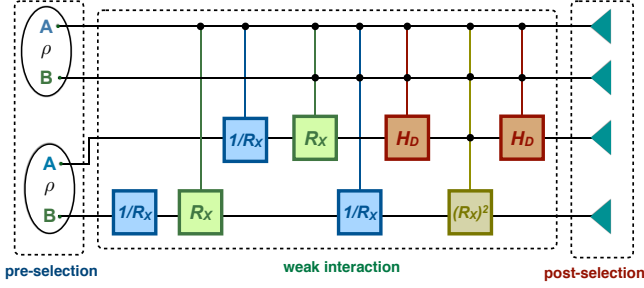 A
ρ
B
A
ρ
B
1/Rx
Rx
1/Rx
Rx
1/Rx
HD
(Rx)²
HD
pre-selection
weak interaction
post-selection